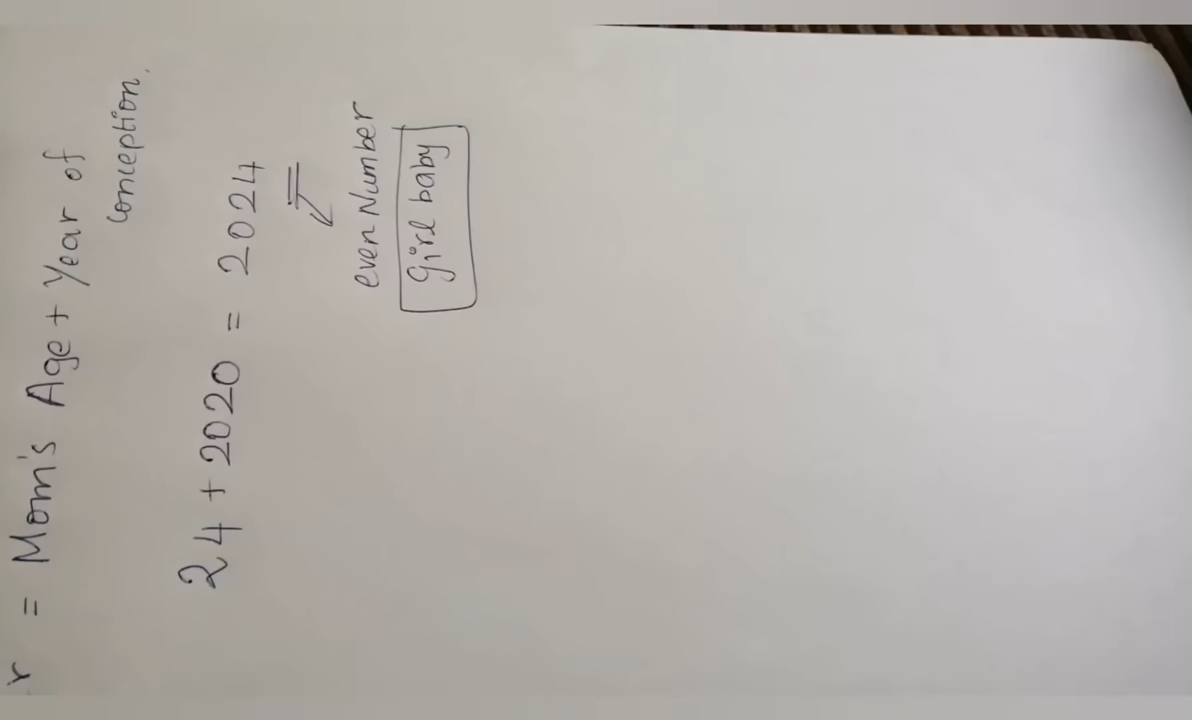 r = Mom's Age + Year of
conception.
24 + 2020 = 2024
even Number
Girl baby